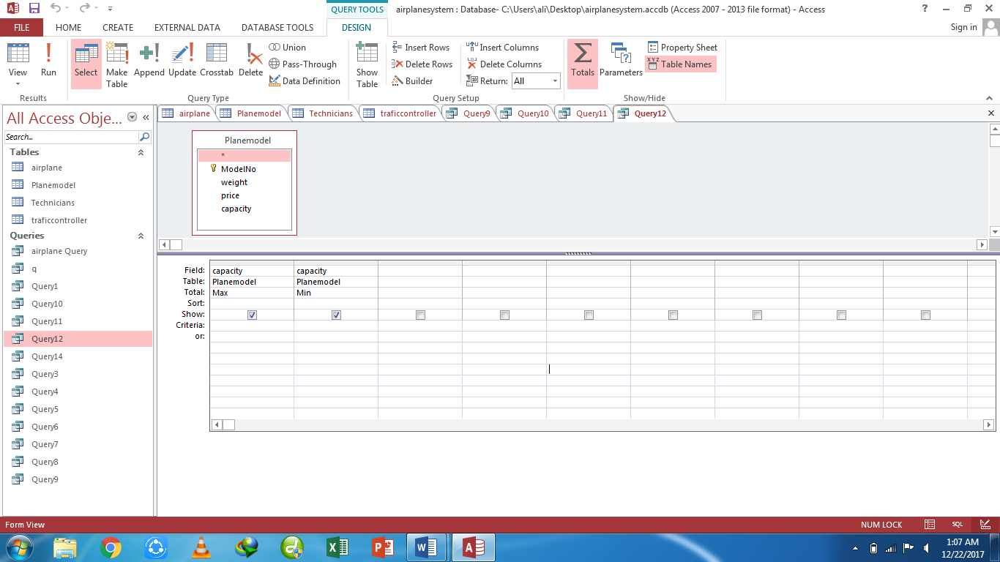 QUERY TOOLS
airplanesystem : Database- C:\Users\ali\Desktop\airplanesystem.accdb (Access 2007 - 2013 file format) - Access
FILE HOME CREATE EXTERNAL DATA DATABASE TOOLS DESIGN Sign in
View
Run
Results
Select
Make Table
Append
Update
Crosstab
Delete
Union
Pass-Through
Data Definition
Query Type
Show Table
Insert Rows
Delete Rows
Builder
Insert Columns
Delete Columns
Return: All
Query Setup
Totals
Parameters
Property Sheet
XYZ Table Names
Show/Hide
All Access Obje...
Search...
Tables
airplane
Planemodel
Technicians
traficcontroller
Queries
airplane Query
q
Query1
Query10
Query11
Query12
Query14
Query3
Query4
Query5
Query6
Query7
Query8
Query9
airplane Planemodel Technicians traficcontroller Query9 Query10 Query11 Query12
Planemodel
*
ModelNo
weight
price
capacity
Field: capacity capacity
Table: Planemodel Planemodel
Total: Max Min
Sort:
Show:
Criteria:
or:
Form View NUM LOCK SQL
1:07 AM
12/22/2017